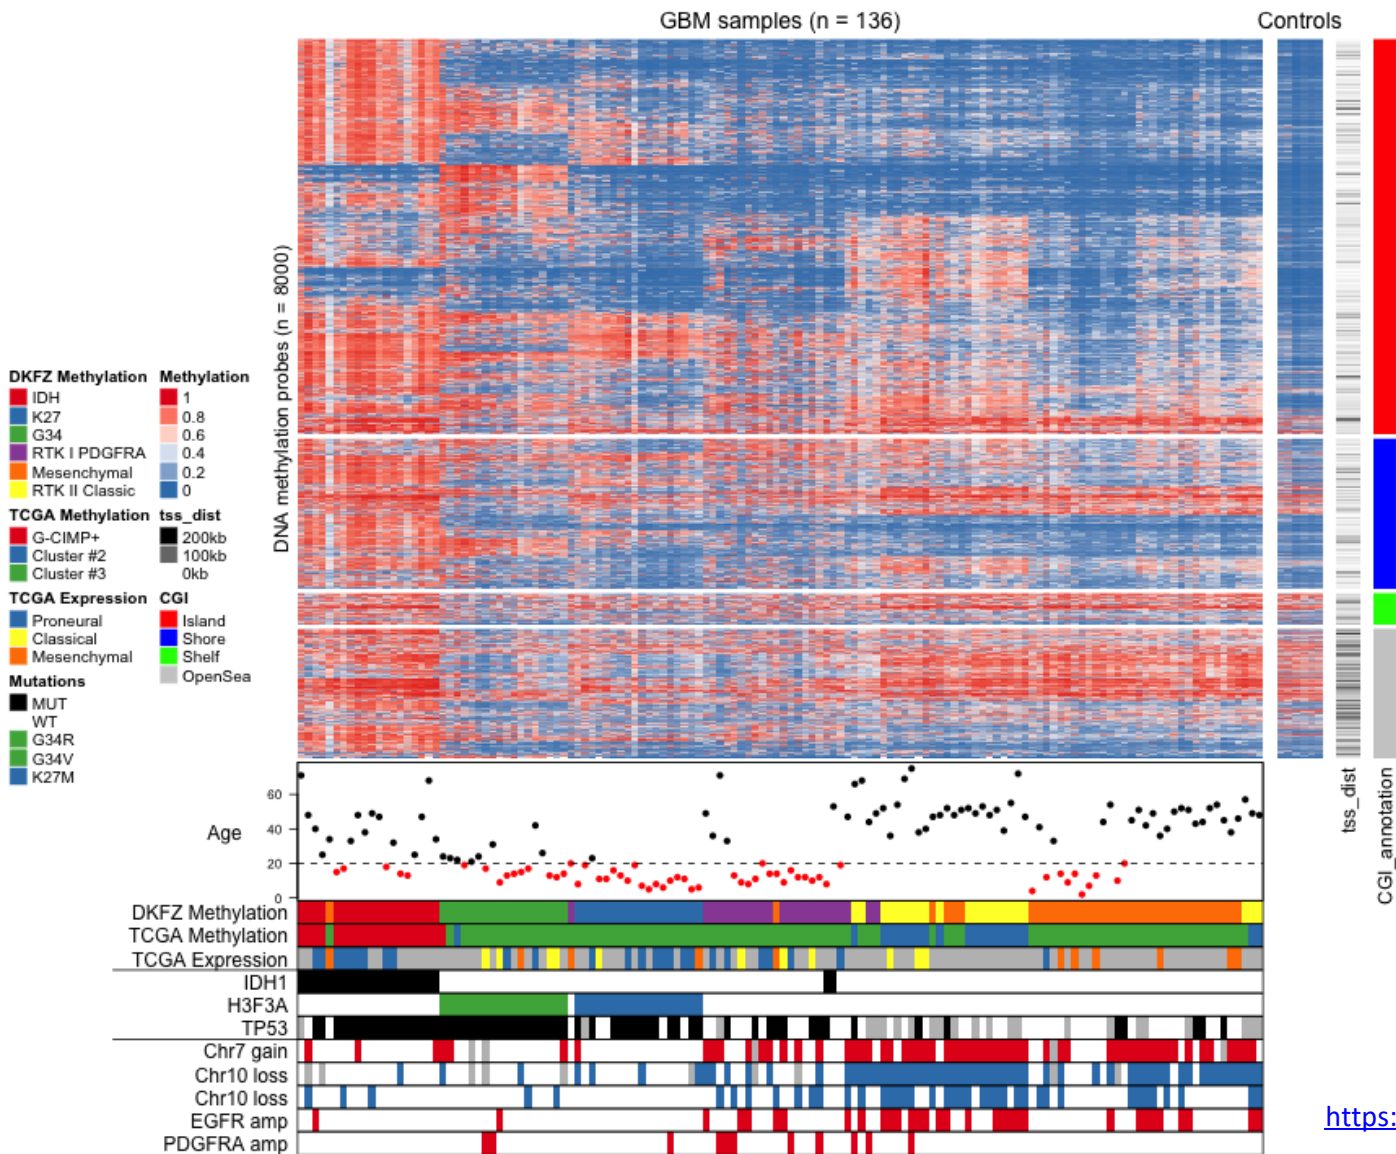 GBM samples (n = 136)
Controls
DNA methylation probes (n = 8000)
DKFZ Methylation
IDH
K27
G34
RTK I PDGFRA
Mesenchymal
RTK II Classic
Methylation
1
0.8
0.6
0.4
0.2
0
TCGA Methylation
G-CIMP+
Cluster #2
Cluster #3
tss_dist
200kb
100kb
0kb
TCGA Expression
Proneural
Classical
Mesenchymal
CGI
Island
Shore
Shelf
OpenSea
Mutations
MUT
WT
G34R
G34V
K27M
tss_dist
CGI_annotation
Age
60
40
20
0
DKFZ Methylation
TCGA Methylation
TCGA Expression
IDH1
H3F3A
TP53
Chr7 gain
Chr10 loss
Chr10 loss
EGFR amp
PDGFRA amp
https: